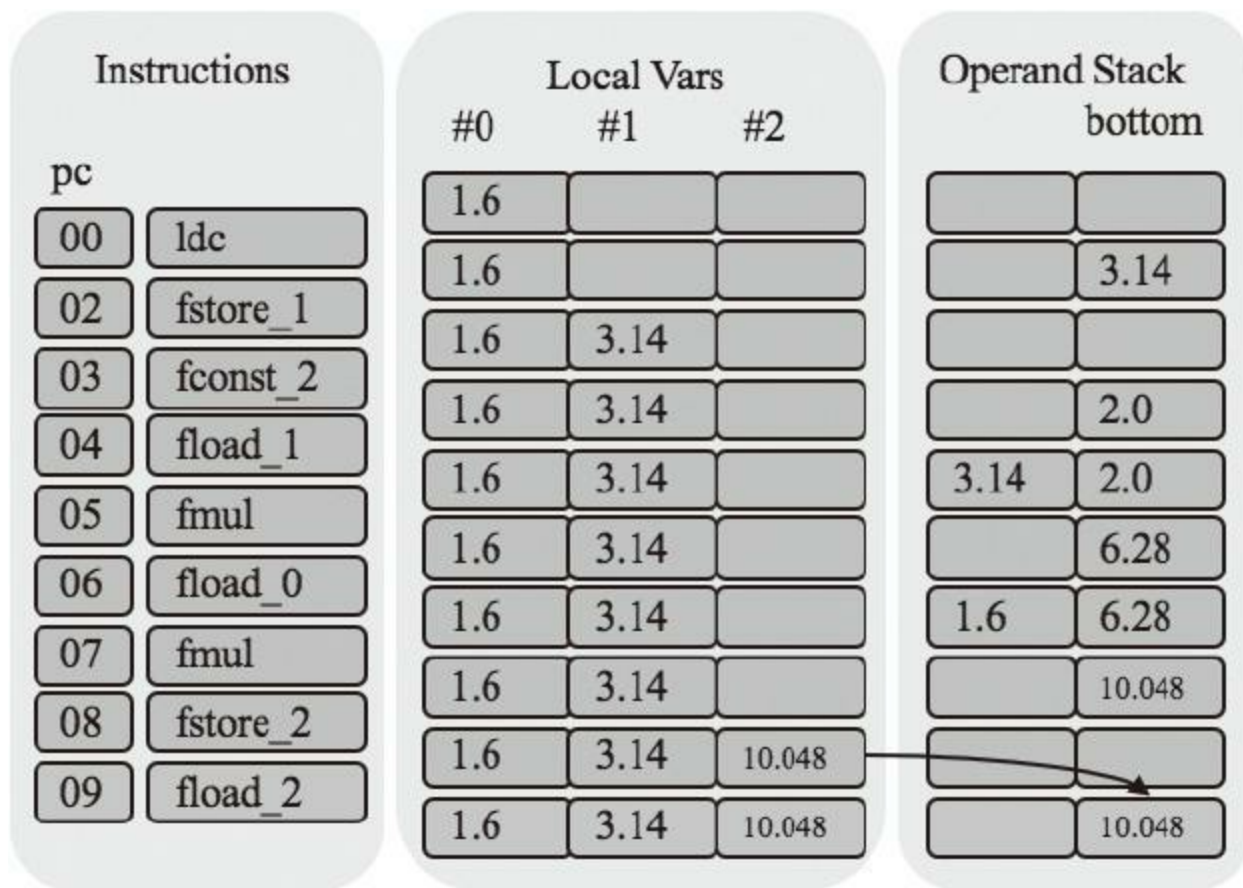 Instructions
pc
00 ldc
02 fstore_1
03 fconst_2
04 fload_1
05 fmul
06 fload_0
07 fmul
08 fstore_2
09 fload_2
Local Vars
#0 #1 #2
1.6
1.6
1.6 3.14
1.6 3.14
1.6 3.14
1.6 3.14
1.6 3.14
1.6 3.14
1.6 3.14 10.048
1.6 3.14 10.048
Operand Stack
bottom
3.14
2.0
3.14 2.0
6.28
1.6 6.28
10.048
10.048